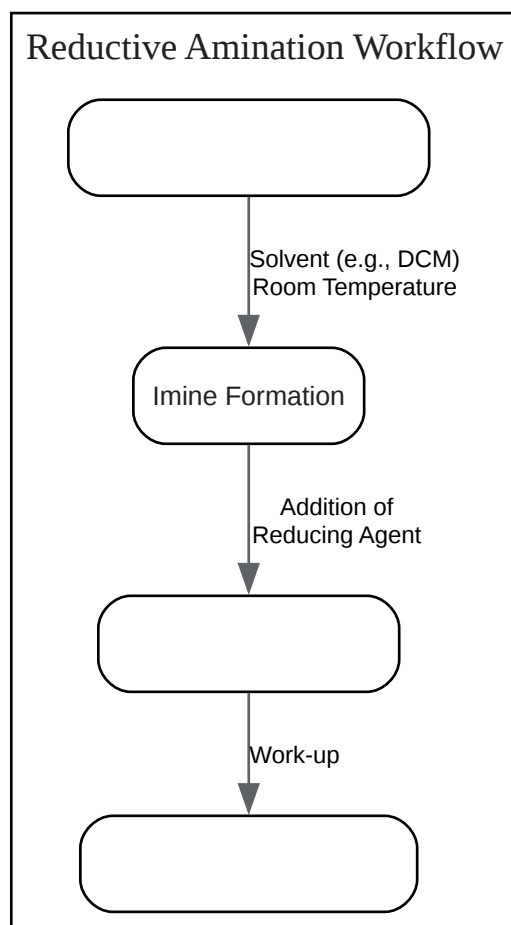 Reductive Amination Workflow
Solvent (e.g., DCM)
Room Temperature
Imine Formation
Addition of
Reducing Agent
Work-up